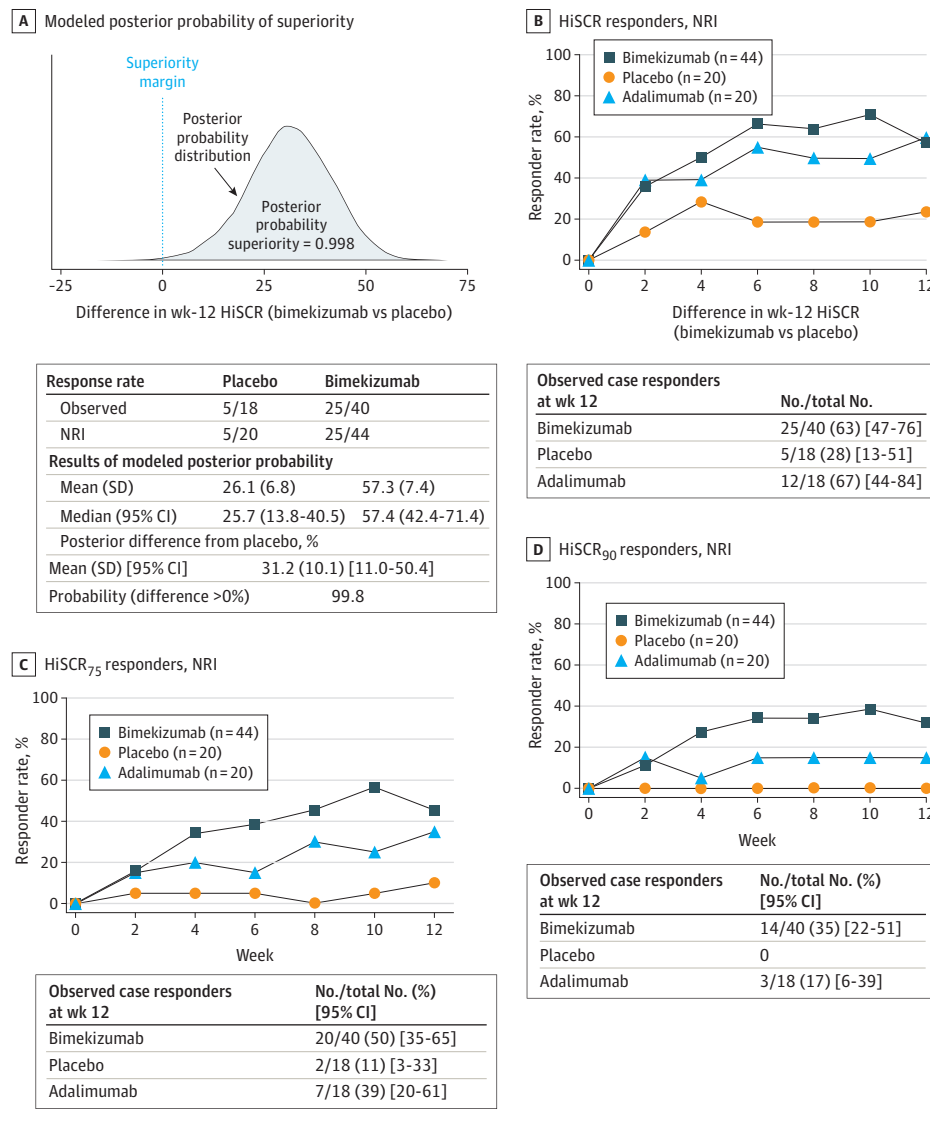 A Modeled posterior probability of superiority
Superiority
margin
Posterior
probability
distribution
Posterior
probability
superiority = 0.998
-25 0 25 50 75
Difference in wk-12 HiSCR (bimekizumab vs placebo)
Response rate Placebo Bimekizumab
Observed 5/18 25/40
NRI 5/20 25/44
Results of modeled posterior probability
Mean (SD) 26.1 (6.8) 57.3 (7.4)
Median (95% CI) 25.7 (13.8-40.5) 57.4 (42.4-71.4)
Posterior difference from placebo, %
Mean (SD) [95% CI] 31.2 (10.1) [11.0-50.4]
Probability (difference >0%) 99.8
B HiSCR responders, NRI
Responder rate, %
100
80
60
40
20
0
Bimekizumab (n=44)
Placebo (n=20)
Adalimumab (n=20)
0 2 4 6 8 10 12
Difference in wk-12 HiSCR
(bimekizumab vs placebo)
Observed case responders
at wk 12 No./total No.
Bimekizumab 25/40 (63) [47-76]
Placebo 5/18 (28) [13-51]
Adalimumab 12/18 (67) [44-84]
C HiSCR75 responders, NRI
Responder rate, %
100
80
60
40
20
0
Bimekizumab (n=44)
Placebo (n=20)
Adalimumab (n=20)
0 2 4 6 8 10 12
Week
Observed case responders No./total No. (%)
at wk 12 [95% CI]
Bimekizumab 20/40 (50) [35-65]
Placebo 2/18 (11) [3-33]
Adalimumab 7/18 (39) [20-61]
D HiSCR90 responders, NRI
Responder rate, %
100
80
60
40
20
0
Bimekizumab (n=44)
Placebo (n=20)
Adalimumab (n=20)
0 2 4 6 8 10 12
Week
Observed case responders No./total No. (%)
at wk 12 [95% CI]
Bimekizumab 14/40 (35) [22-51]
Placebo 0
Adalimumab 3/18 (17) [6-39]